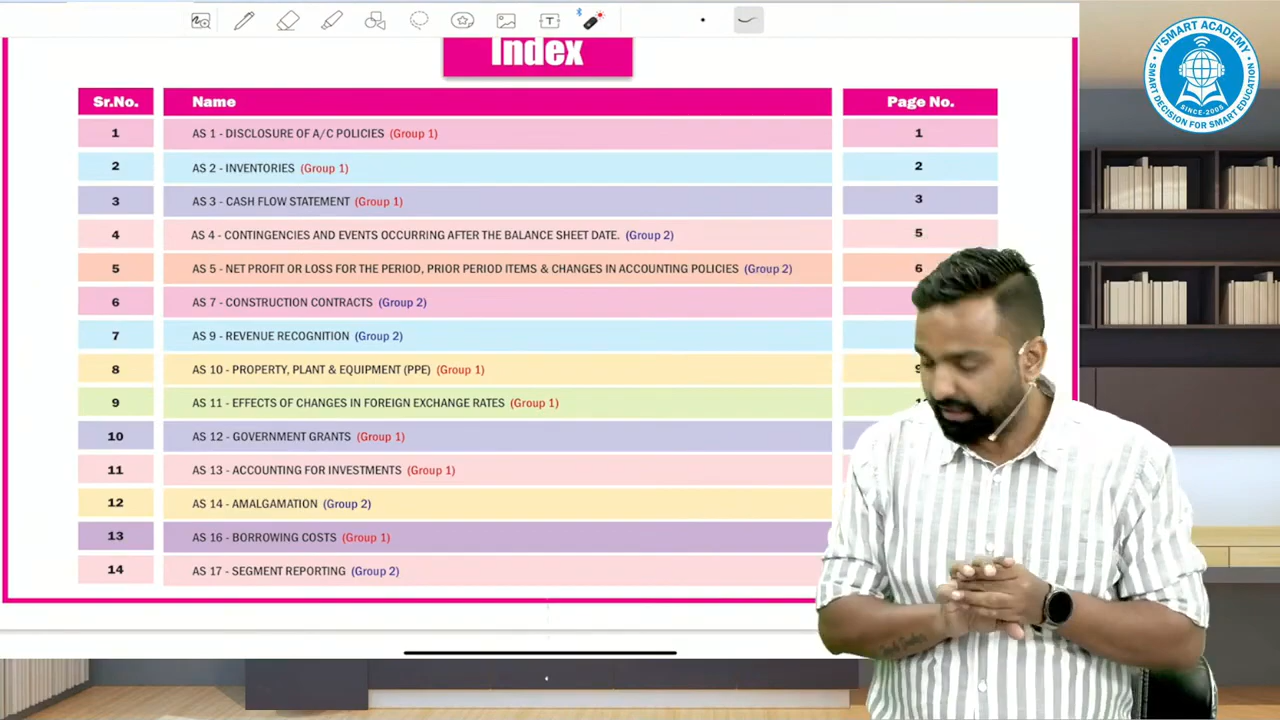 Index
Sr.No. Name Page No.
1 AS 1 - DISCLOSURE OF A/C POLICIES (Group 1) 1
2 AS 2 - INVENTORIES (Group 1) 2
3 AS 3 - CASH FLOW STATEMENT (Group 1) 3
4 AS 4 - CONTINGENCIES AND EVENTS OCCURRING AFTER THE BALANCE SHEET DATE. (Group 2) 5
5 AS 5 - NET PROFIT OR LOSS FOR THE PERIOD, PRIOR PERIOD ITEMS & CHANGES IN ACCOUNTING POLICIES (Group 2) 6
6 AS 7 - CONSTRUCTION CONTRACTS (Group 2)
7 AS 9 - REVENUE RECOGNITION (Group 2)
8 AS 10 - PROPERTY, PLANT & EQUIPMENT (PPE) (Group 1)
9 AS 11 - EFFECTS OF CHANGES IN FOREIGN EXCHANGE RATES (Group 1)
10 AS 12 - GOVERNMENT GRANTS (Group 1)
11 AS 13 - ACCOUNTING FOR INVESTMENTS (Group 1)
12 AS 14 - AMALGAMATION (Group 2)
13 AS 16 - BORROWING COSTS (Group 1)
14 AS 17 - SEGMENT REPORTING (Group 2)
V'SMART ACADEMY
SMART DECISION FOR SMART EDUCATION
SINCE-2005